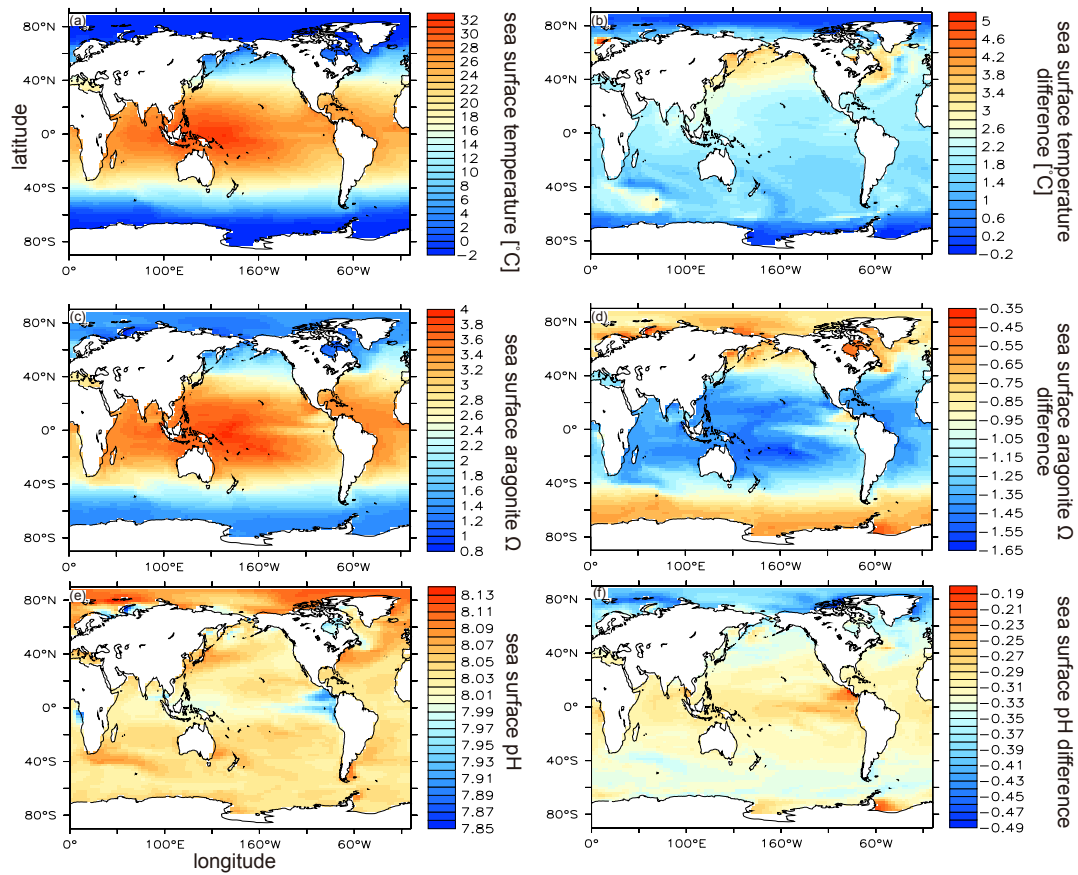 (a)
80°N
40°N
0°
40°S
80°S
0° 100°E 160°W 60°W
latitude
32
30
28
26
24
22
20
18
16
14
12
10
8
6
4
2
0
−2
sea surface temperature [°C]
(b)
80°N
40°N
0°
40°S
80°S
0° 100°E 160°W 60°W
5
4.6
4.2
3.8
3.4
3
2.6
2.2
1.8
1.4
1
0.6
0.2
−0.2
sea surface temperature
difference [°C]
(c)
80°N
40°N
0°
40°S
80°S
0° 100°E 160°W 60°W
4
3.8
3.6
3.4
3.2
3
2.8
2.6
2.4
2.2
2
1.8
1.6
1.4
1.2
1
0.8
sea surface aragonite Ω
(d)
80°N
40°N
0°
40°S
80°S
0° 100°E 160°W 60°W
−0.35
−0.45
−0.55
−0.65
−0.75
−0.85
−0.95
−1.05
−1.15
−1.25
−1.35
−1.45
−1.55
−1.65
sea surface aragonite Ω
difference
(e)
80°N
40°N
0°
40°S
80°S
0° 100°E 160°W 60°W
longitude
8.13
8.11
8.09
8.07
8.05
8.03
8.01
7.99
7.97
7.95
7.93
7.91
7.89
7.87
7.85
sea surface pH
(f)
80°N
40°N
0°
40°S
80°S
0° 100°E 160°W 60°W
−0.19
−0.21
−0.23
−0.25
−0.27
−0.29
−0.31
−0.33
−0.35
−0.37
−0.39
−0.41
−0.43
−0.45
−0.47
−0.49
sea surface pH difference